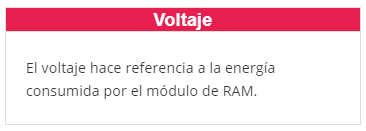 Voltaje
El voltaje hace referencia a la energía
consumida por el módulo de RAM.